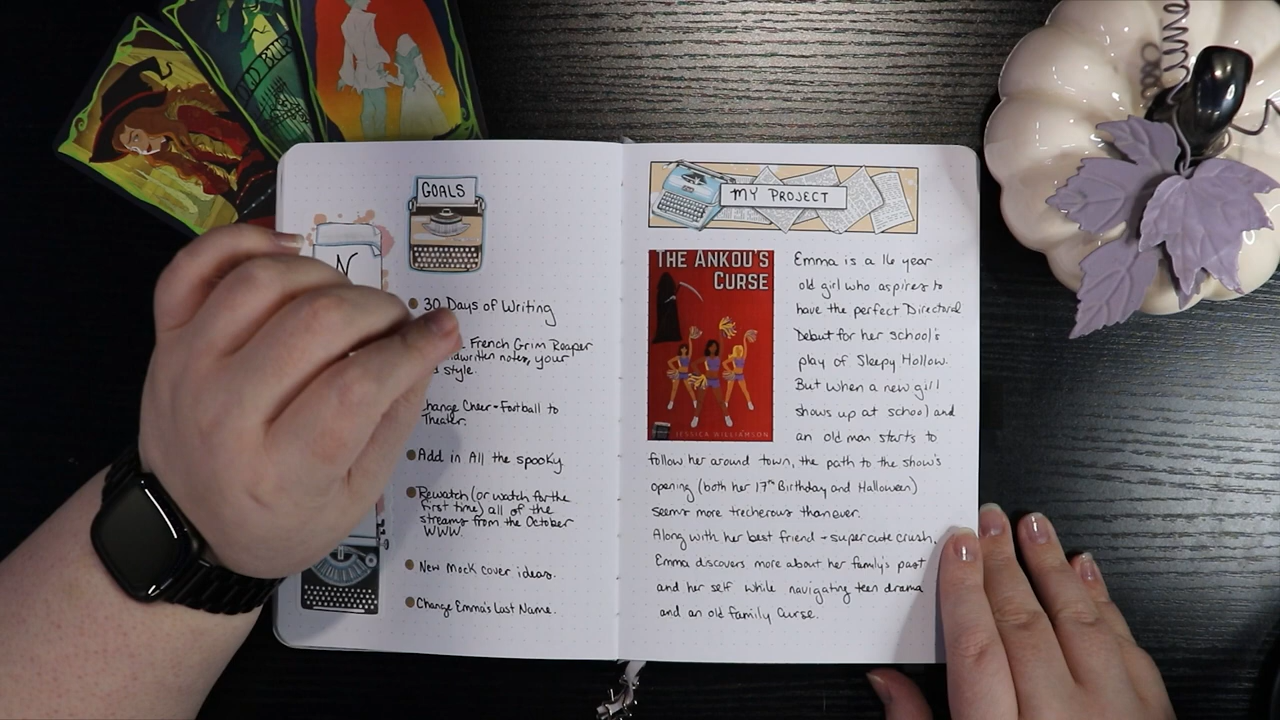 GOALS
N
30 Days of Writing
French Grim Reaper
notes, your
style.
Change Cheer-Football to
Theater.
Add in All the spooky
Rewatch (or watch for the
first time) all of the
streams from the October
WWW.
New Mock cover ideas.
Change Emma's Last Name.
MY PROJECT
THE ANKOU'S
CURSE
JESSICA WILLIAMSON
Emma is a 16 year
old girl who aspires to
have the perfect Directoral
Debut for her school's
play of Sleepy Hollow.
But when a new girl
shows up at school and
an old man starts to
follow her around town, the path to the show's
opening (both her 17th Birthday and Halloween)
seems more trecherous than ever.
Along with her best friend + super cute crush,
Emma discovers more about her family's past
and her self while navigating teen drama
and an old family Curse.